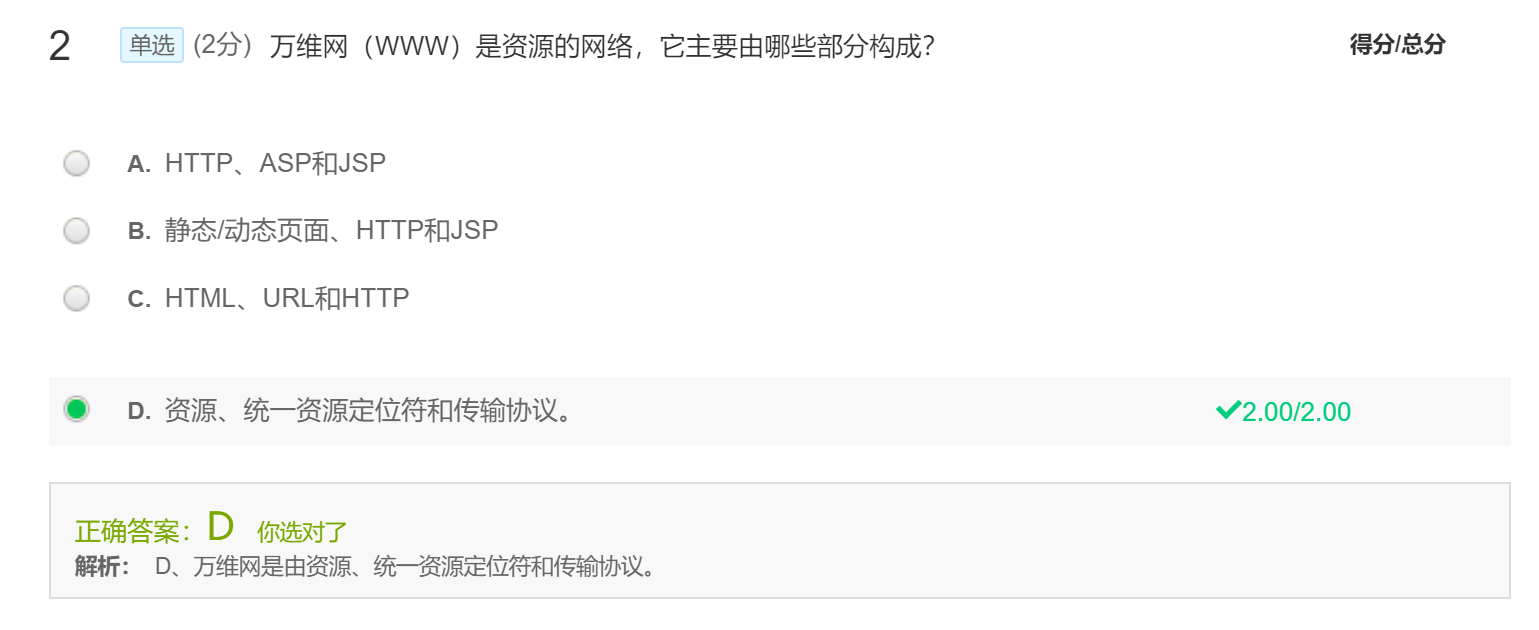 2 单选 (2分) 万维网（WWW）是资源的网络，它主要由哪些部分构成？ 得分/总分
A. HTTP、ASP和JSP
B. 静态/动态页面、HTTP和JSP
C. HTML、URL和HTTP
D. 资源、统一资源定位符和传输协议。 2.00/2.00
正确答案：D 你选对了
解析： D、万维网是由资源、统一资源定位符和传输协议。